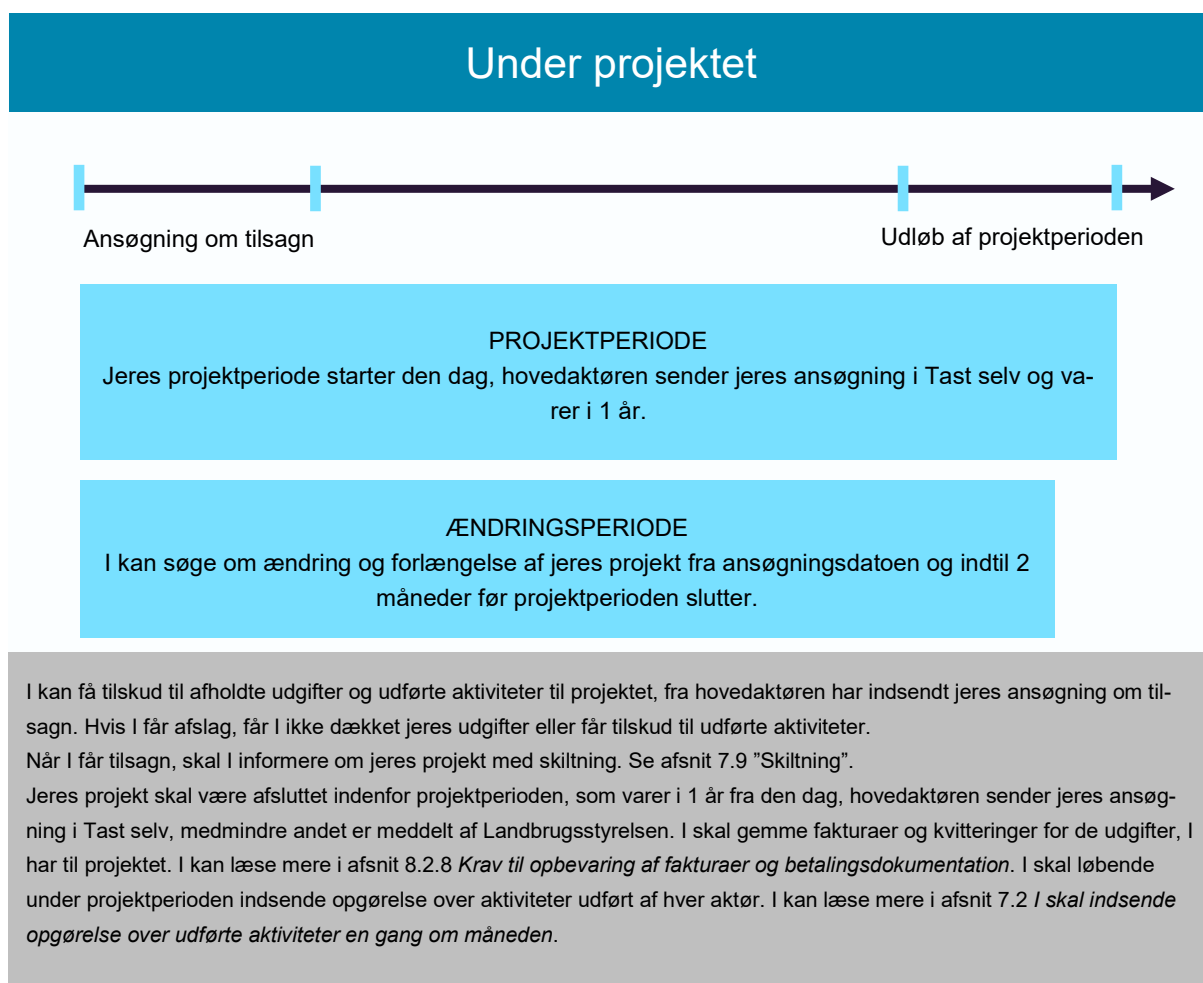 Under projektet
Ansøgning om tilsagn
Udløb af projektperioden
PROJEKTPERIODE
Jeres projektperiode starter den dag, hovedaktøren sender jeres ansøgning i Tast selv og va-
rer i 1 år.
ÆNDRINGSPERIODE
I kan søge om ændring og forlængelse af jeres projekt fra ansøgningsdatoen og indtil 2
måneder før projektperioden slutter.
I kan få tilskud til afholdte udgifter og udførte aktiviteter til projektet, fra hovedaktøren har indsendt jeres ansøgning om til-
sagn. Hvis I får afslag, får I ikke dækket jeres udgifter eller får tilskud til udførte aktiviteter.
Når I får tilsagn, skal I informere om jeres projekt med skiltning. Se afsnit 7.9 ”Skiltning”.
Jeres projekt skal være afsluttet indenfor projektperioden, som varer i 1 år fra den dag, hovedaktøren sender jeres ansøg-
ning i Tast selv, medmindre andet er meddelt af Landbrugsstyrelsen. I skal gemme fakturaer og kvitteringer for de udgifter, I
har til projektet. I kan læse mere i afsnit 8.2.8 Krav til opbevaring af fakturaer og betalingsdokumentation. I skal løbende
under projektperioden indsende opgørelse over aktiviteter udført af hver aktør. I kan læse mere i afsnit 7.2 I skal indsende
opgørelse over udførte aktiviteter en gang om måneden.